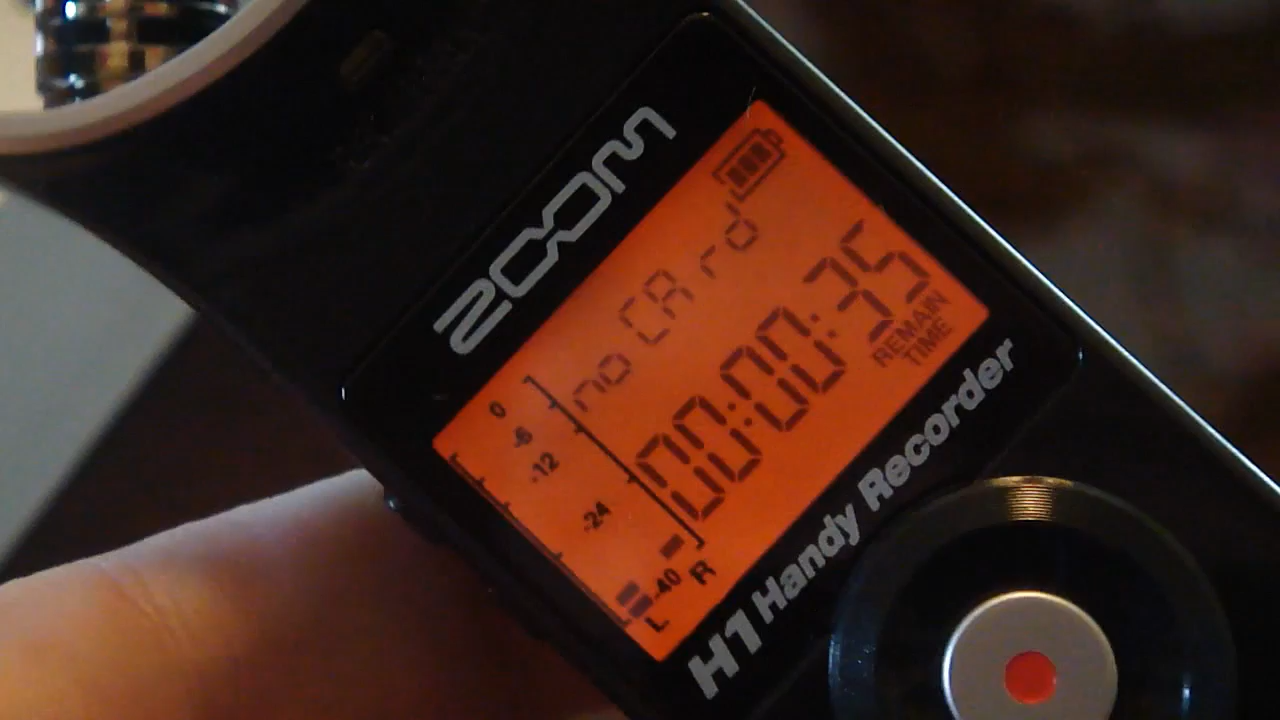 ZOOM
no CARd
00:00:35
REMAIN
TIME
0
-6
-12
-24
-40
L R
H1 Handy Recorder